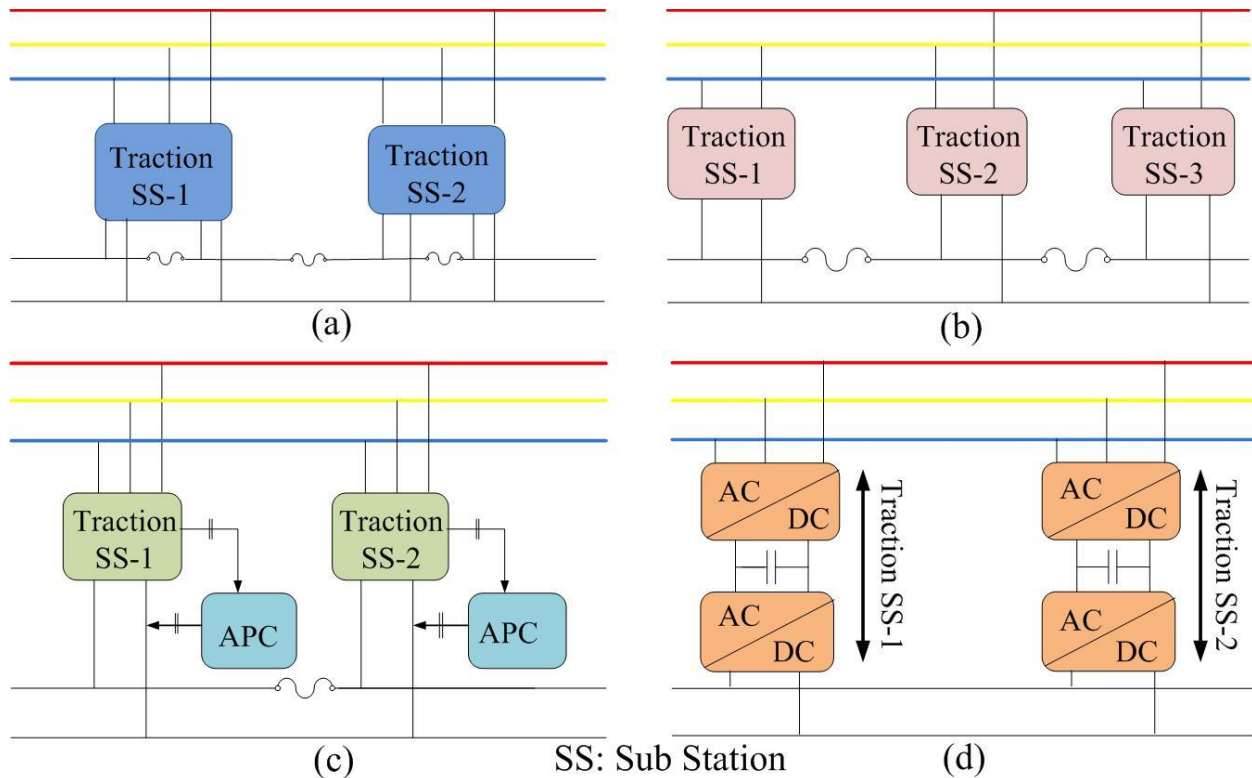 Traction
SS-1
Traction
SS-2
(a)
Traction
SS-1
Traction
SS-2
Traction
SS-3
(b)
Traction
SS-1
APC
Traction
SS-2
APC
(c)
AC
DC
AC
DC
Traction SS-1
AC
DC
AC
DC
Traction SS-2
(d)
SS: Sub Station